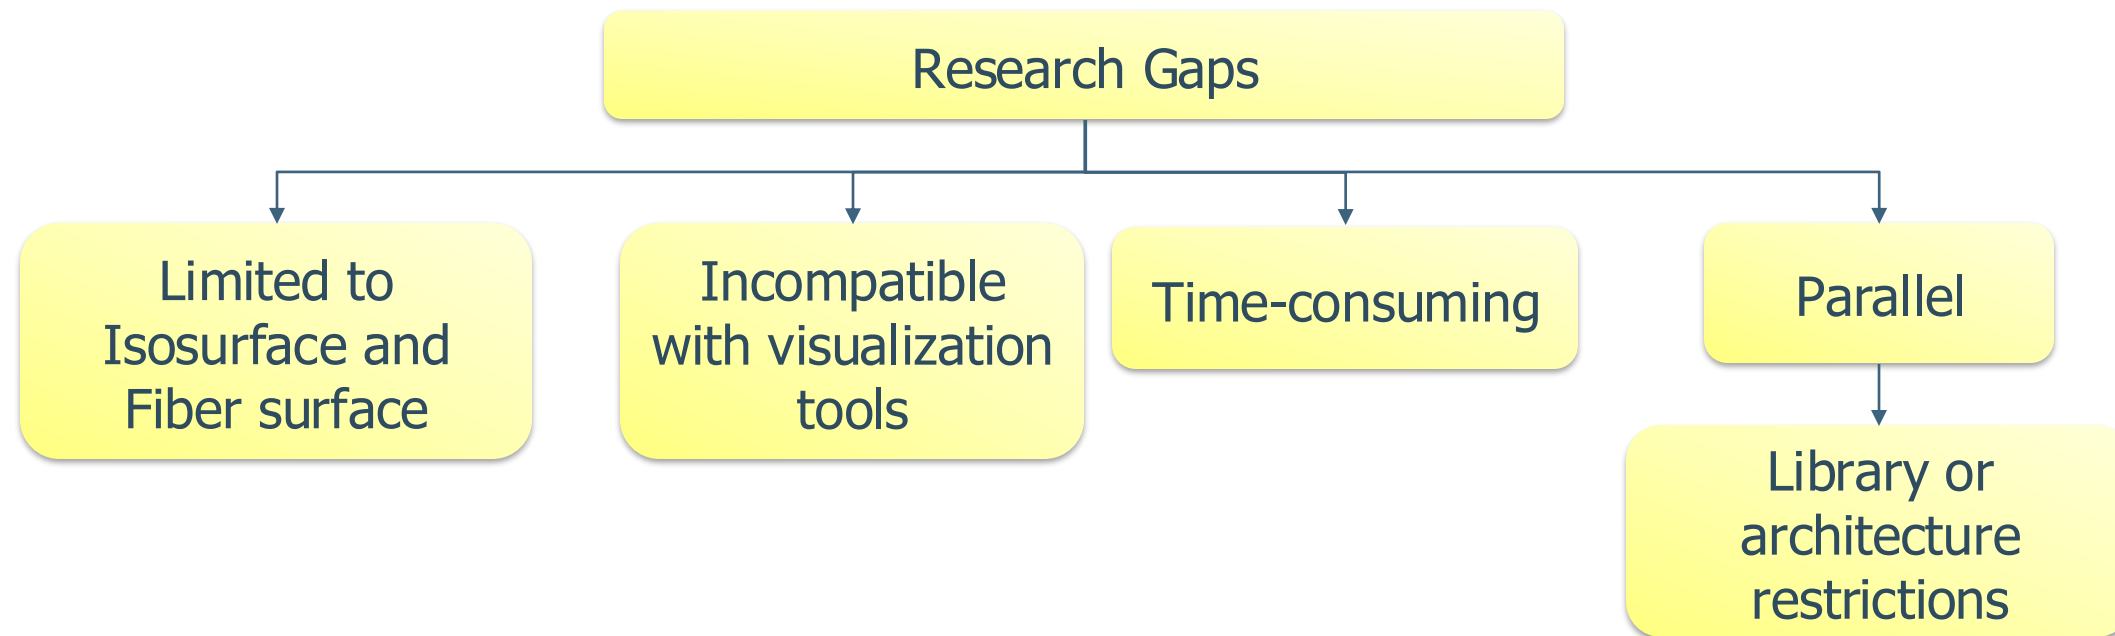 Research Gaps
Limited to
Isosurface and
Fiber surface
Incompatible
with visualization
tools
Time-consuming
Parallel
Library or
architecture
restrictions